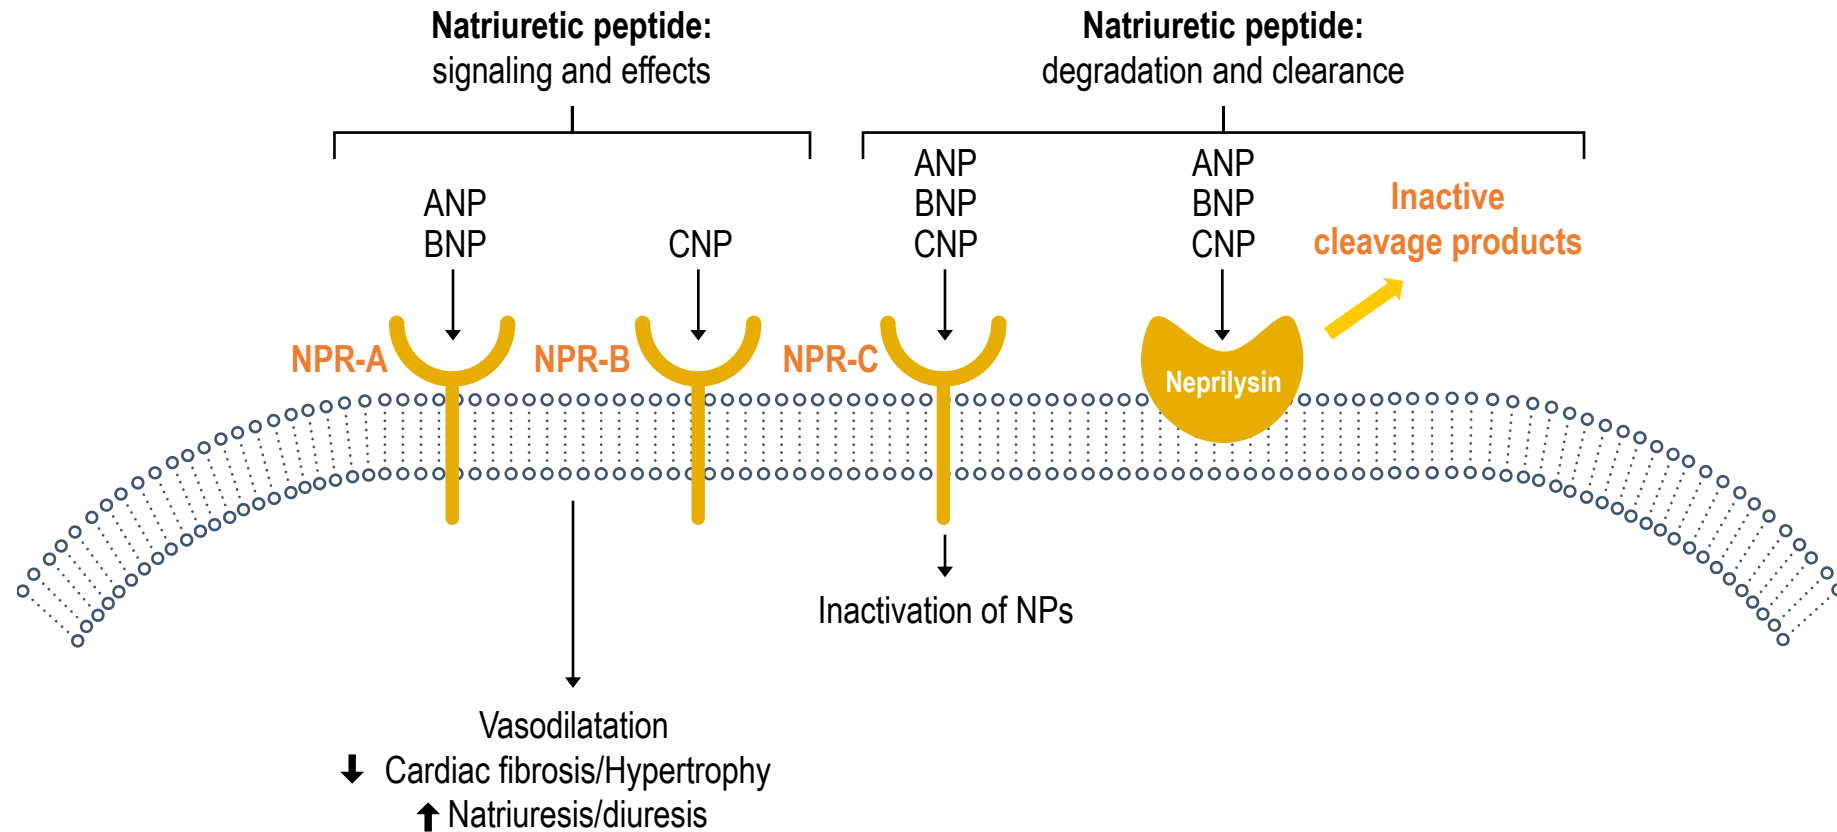 Natriuretic peptide:
signaling and effects
Natriuretic peptide:
degradation and clearance
ANP
BNP
CNP
ANP
BNP
CNP
ANP
BNP
CNP
Inactive
cleavage products
NPR-A
NPR-B
NPR-C
Neprilysin
Inactivation of NPs
Vasodilatation
Cardiac fibrosis/Hypertrophy
Natriuresis/diuresis